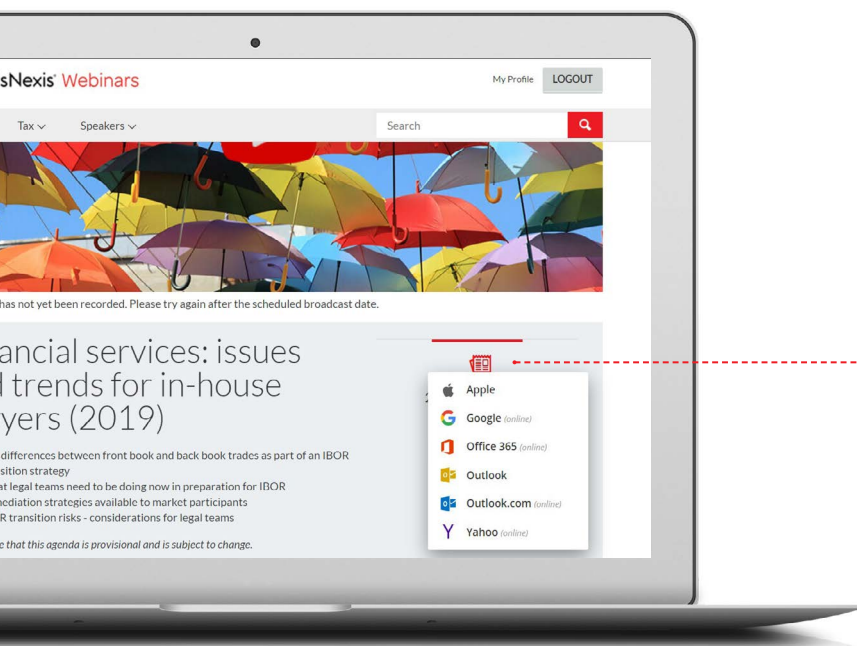 sNexis® Webinars
My Profile
LOGOUT
Tax
Speakers
Search
has not yet been recorded. Please try again after the scheduled broadcast date.
ancial services: issues
d trends for in-house
yers (2019)
differences between front book and back book trades as part of an IBOR
sition strategy
at legal teams need to be doing now in preparation for IBOR
mediation strategies available to market participants
R transition risks - considerations for legal teams
e that this agenda is provisional and is subject to change.
Apple
Google (online)
Office 365 (online)
Outlook
Outlook.com (online)
Yahoo (online)